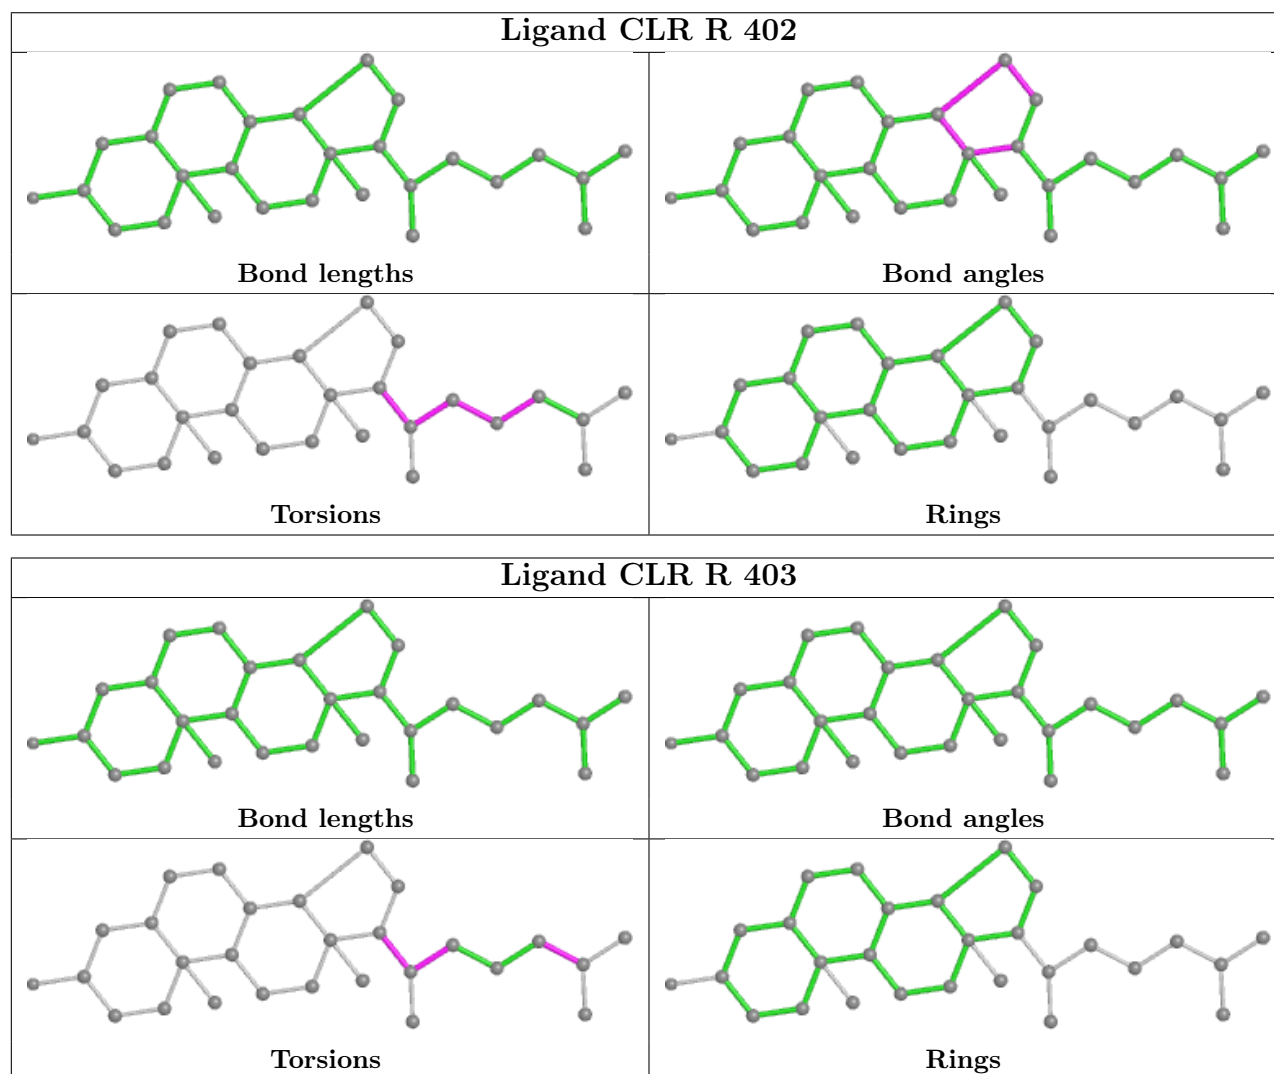 Ligand CLR R 402
Bond lengths
Bond angles
Torsions
Rings
Ligand CLR R 403
Bond lengths
Bond angles
Torsions
Rings